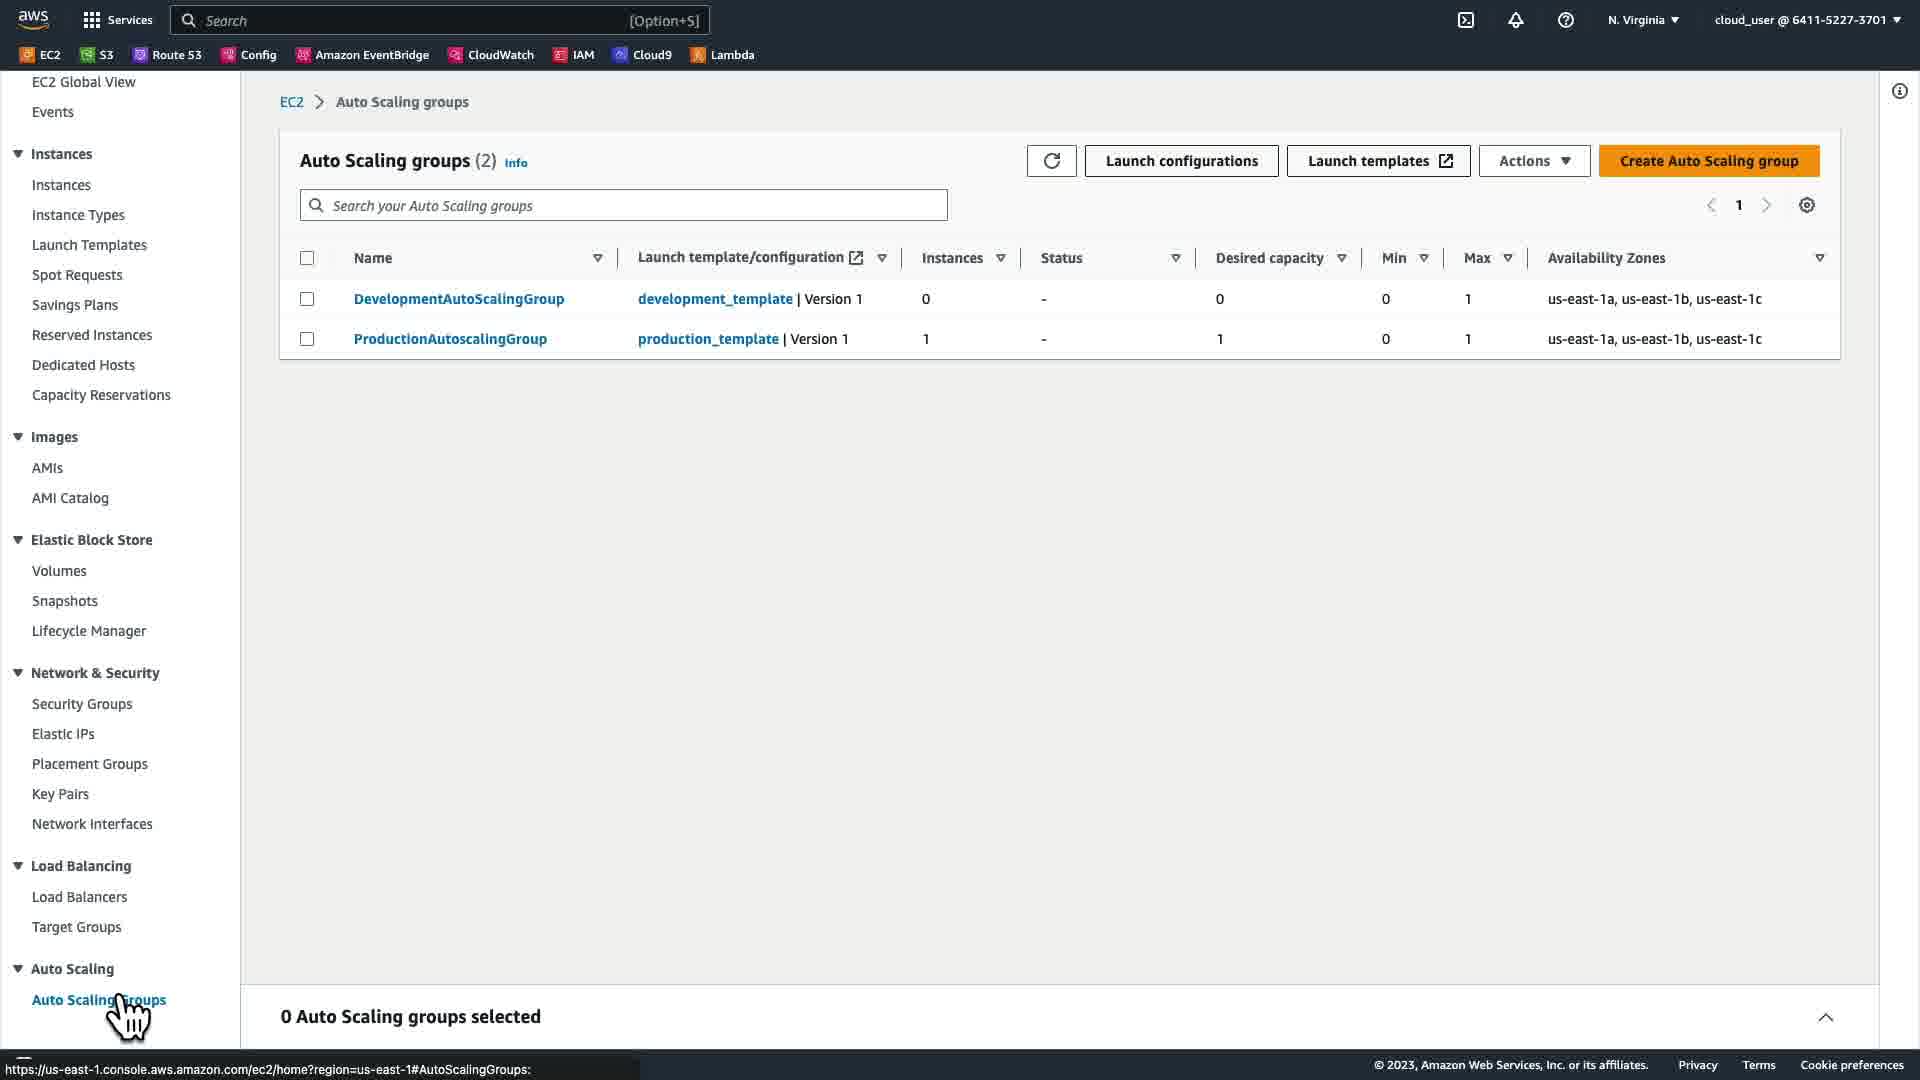 aws Services Search [Option+S] N. Virginia ▼ cloud_user @ 6411-5227-3701 ▼
EC2 S3 Route 53 Config Amazon EventBridge CloudWatch IAM Cloud9 Lambda
EC2 Global View
Events
Instances
Instances
Instance Types
Launch Templates
Spot Requests
Savings Plans
Reserved Instances
Dedicated Hosts
Capacity Reservations
Images
AMIs
AMI Catalog
Elastic Block Store
Volumes
Snapshots
Lifecycle Manager
Network & Security
Security Groups
Elastic IPs
Placement Groups
Key Pairs
Network Interfaces
Load Balancing
Load Balancers
Target Groups
Auto Scaling
Auto Scaling Groups
EC2 > Auto Scaling groups
Auto Scaling groups (2) Info Launch configurations Launch templates Actions ▼ Create Auto Scaling group
Search your Auto Scaling groups < 1 >
Name Launch template/configuration Instances Status Desired capacity Min Max Availability Zones
DevelopmentAutoScalingGroup development_template | Version 1 0 - 0 0 1 us-east-1a, us-east-1b, us-east-1c
ProductionAutoscalingGroup production_template | Version 1 1 - 1 0 1 us-east-1a, us-east-1b, us-east-1c
0 Auto Scaling groups selected
https://us-east-1.console.aws.amazon.com/ec2/home?region=us-east-1#AutoScalingGroups: © 2023, Amazon Web Services, Inc. or its affiliates. Privacy Terms Cookie preferences